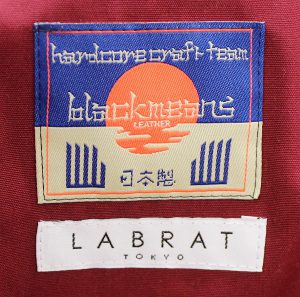 hardcore craft team
blackmeans
LEATHER
日本製
LABRAT
TOKYO